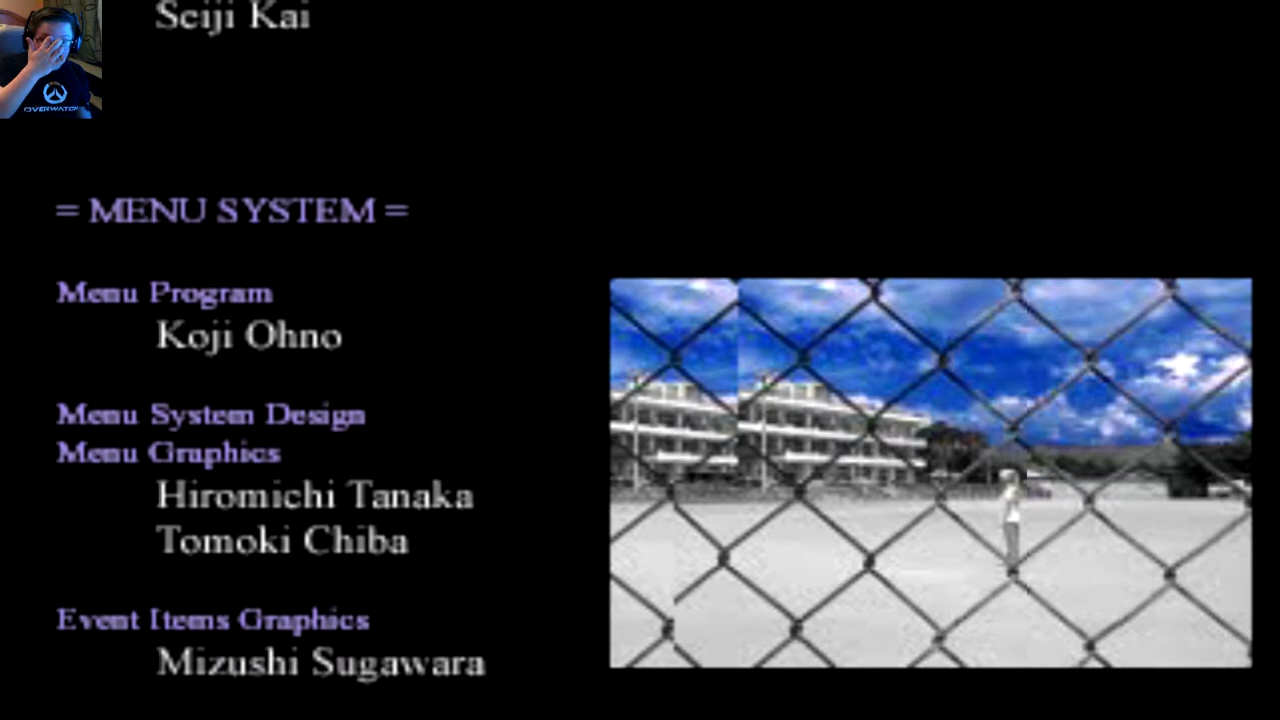 Seiji Kai
= MENU SYSTEM =
Menu Program
Koji Ohno
Menu System Design
Menu Graphics
Hiromichi Tanaka
Tomoki Chiba
Event Items Graphics
Mizushi Sugawara
OVERWATCH